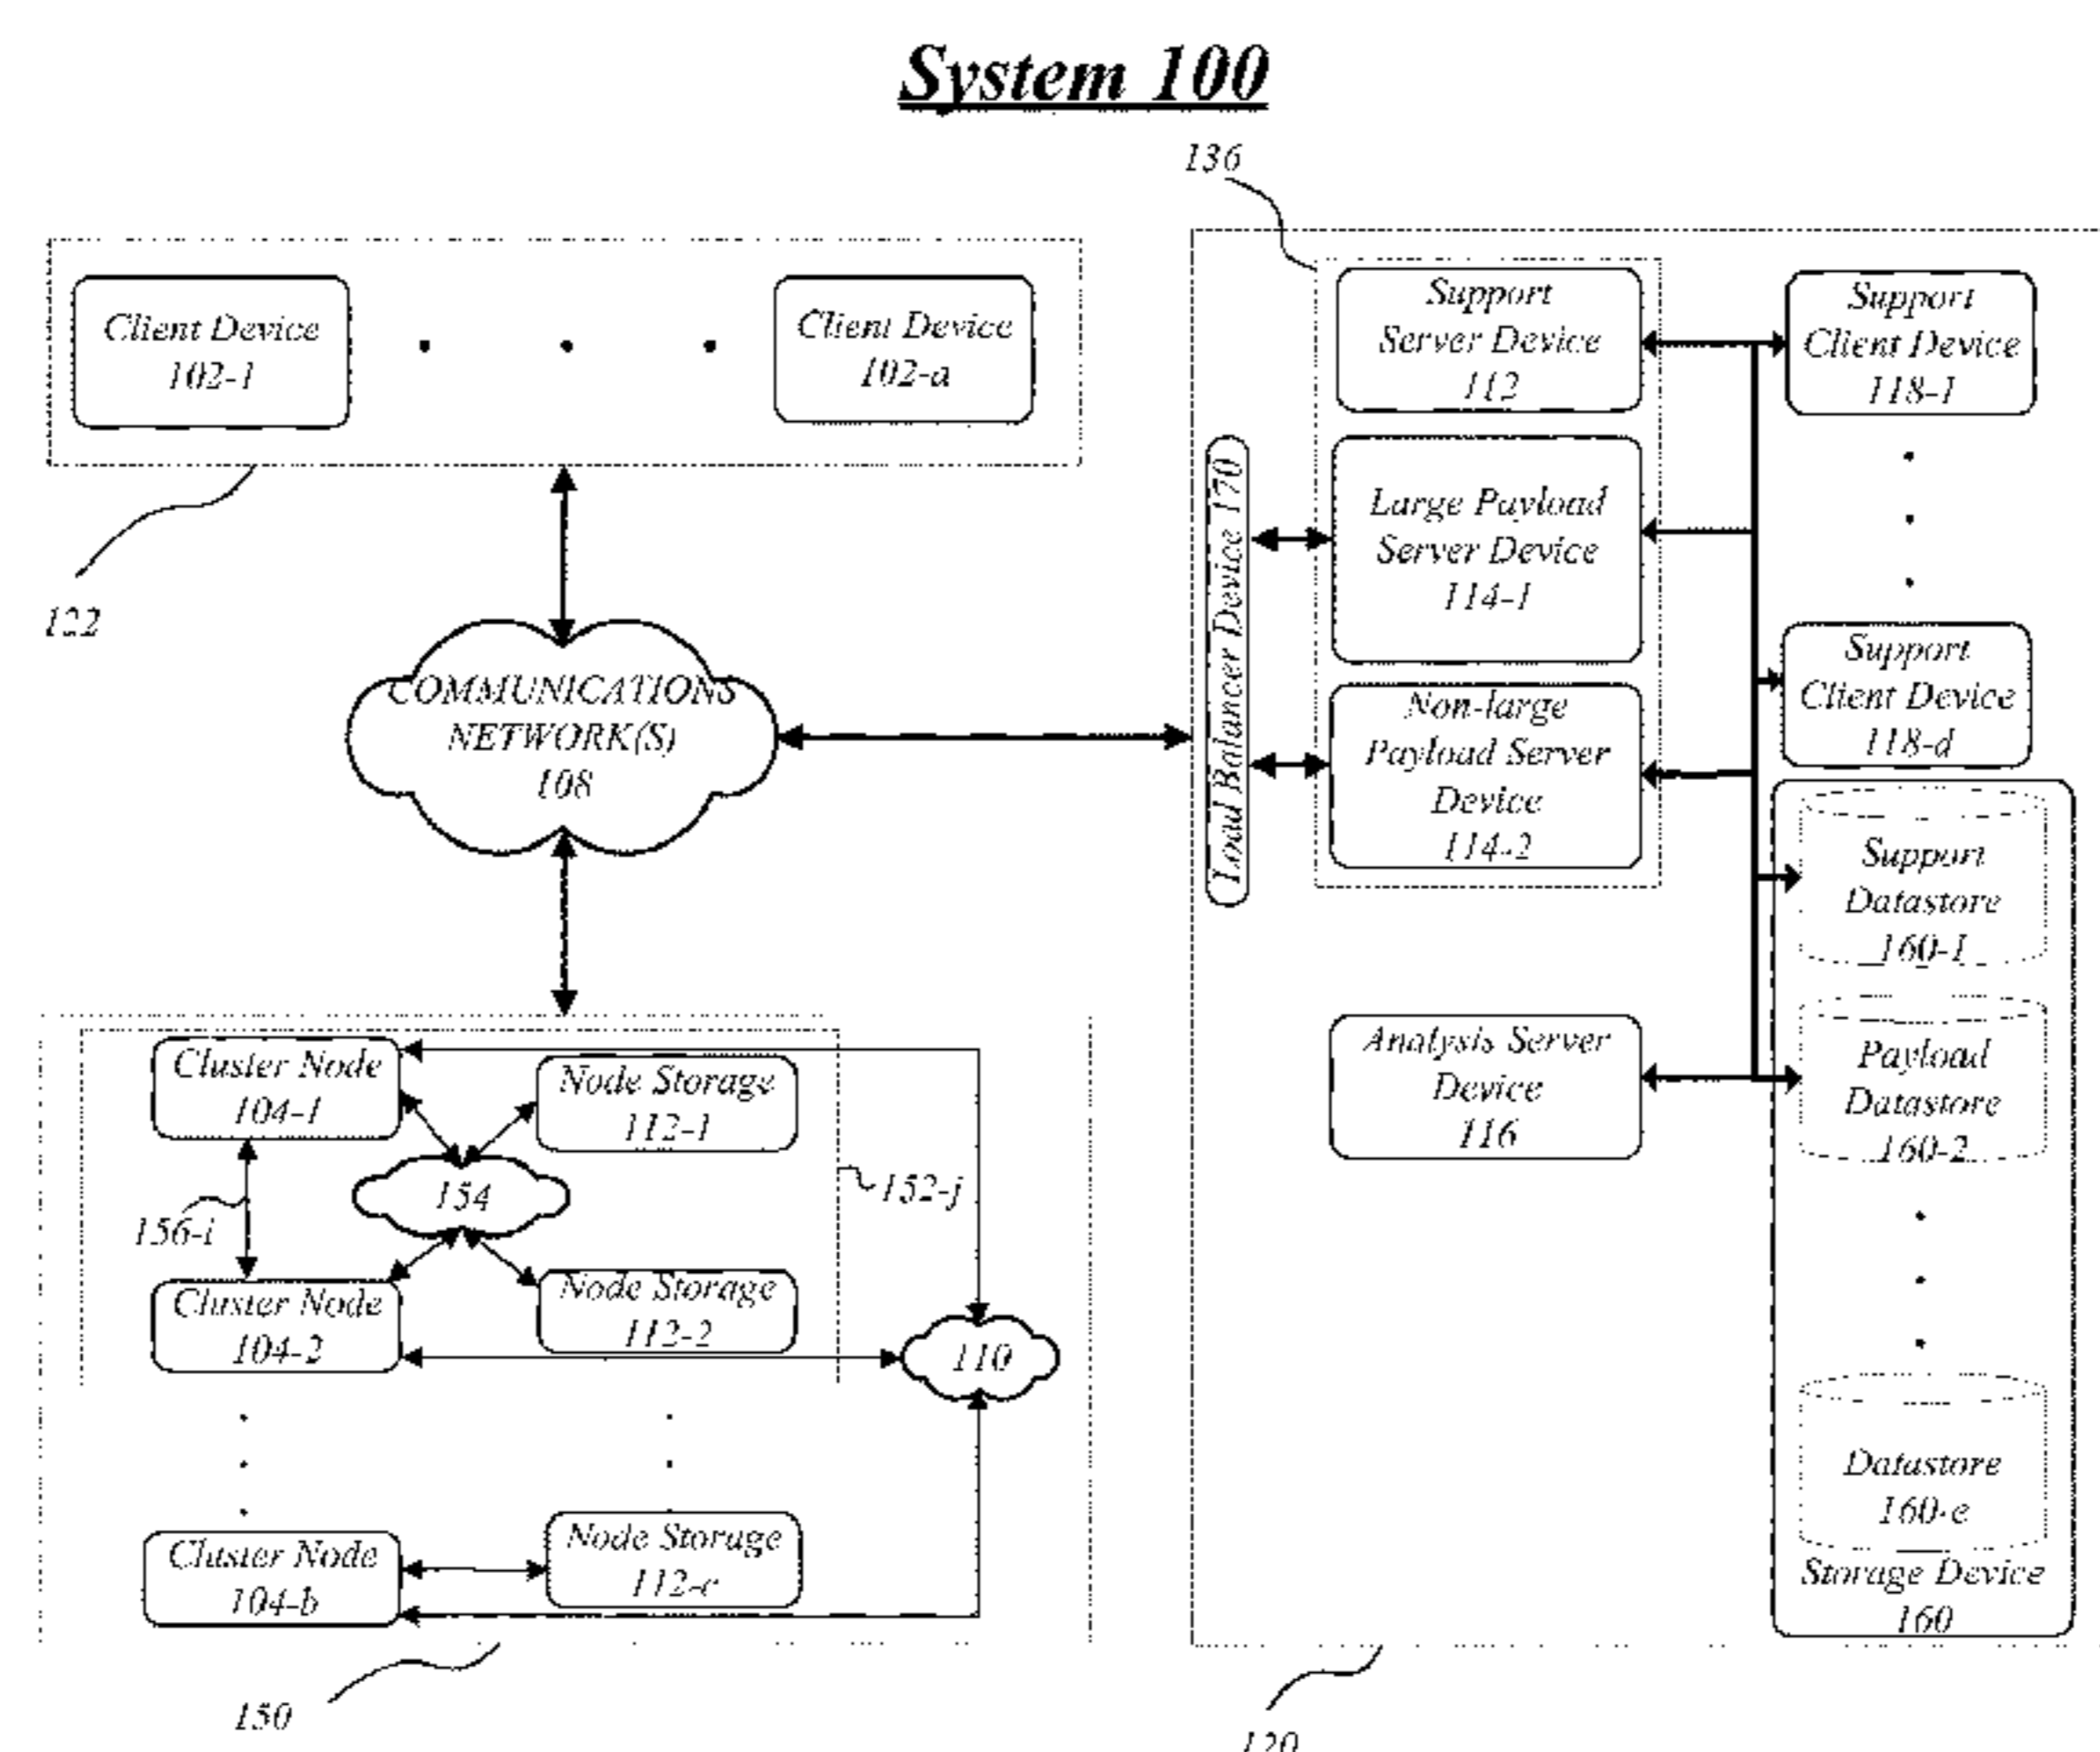 System 100
136
Client Device
102-1
Client Device
102-a
122
COMMUNICATIONS
NETWORK(S)
108
Load Balancer Device 170
Support
Server Device
112
Large Payload
Server Device
114-1
Non-large
Payload Server
Device
114-2
Analysis Server
Device
116
Support
Client Device
118-1
Support
Client Device
118-d
Support
Datastore
160-1
Payload
Datastore
160-2
Datastore
160-e
Storage Device
160
Cluster Node
104-1
Node Storage
112-1
154
152-j
156-i
Cluster Node
104-2
Node Storage
112-2
110
Cluster Node
104-b
Node Storage
112-c
150
120